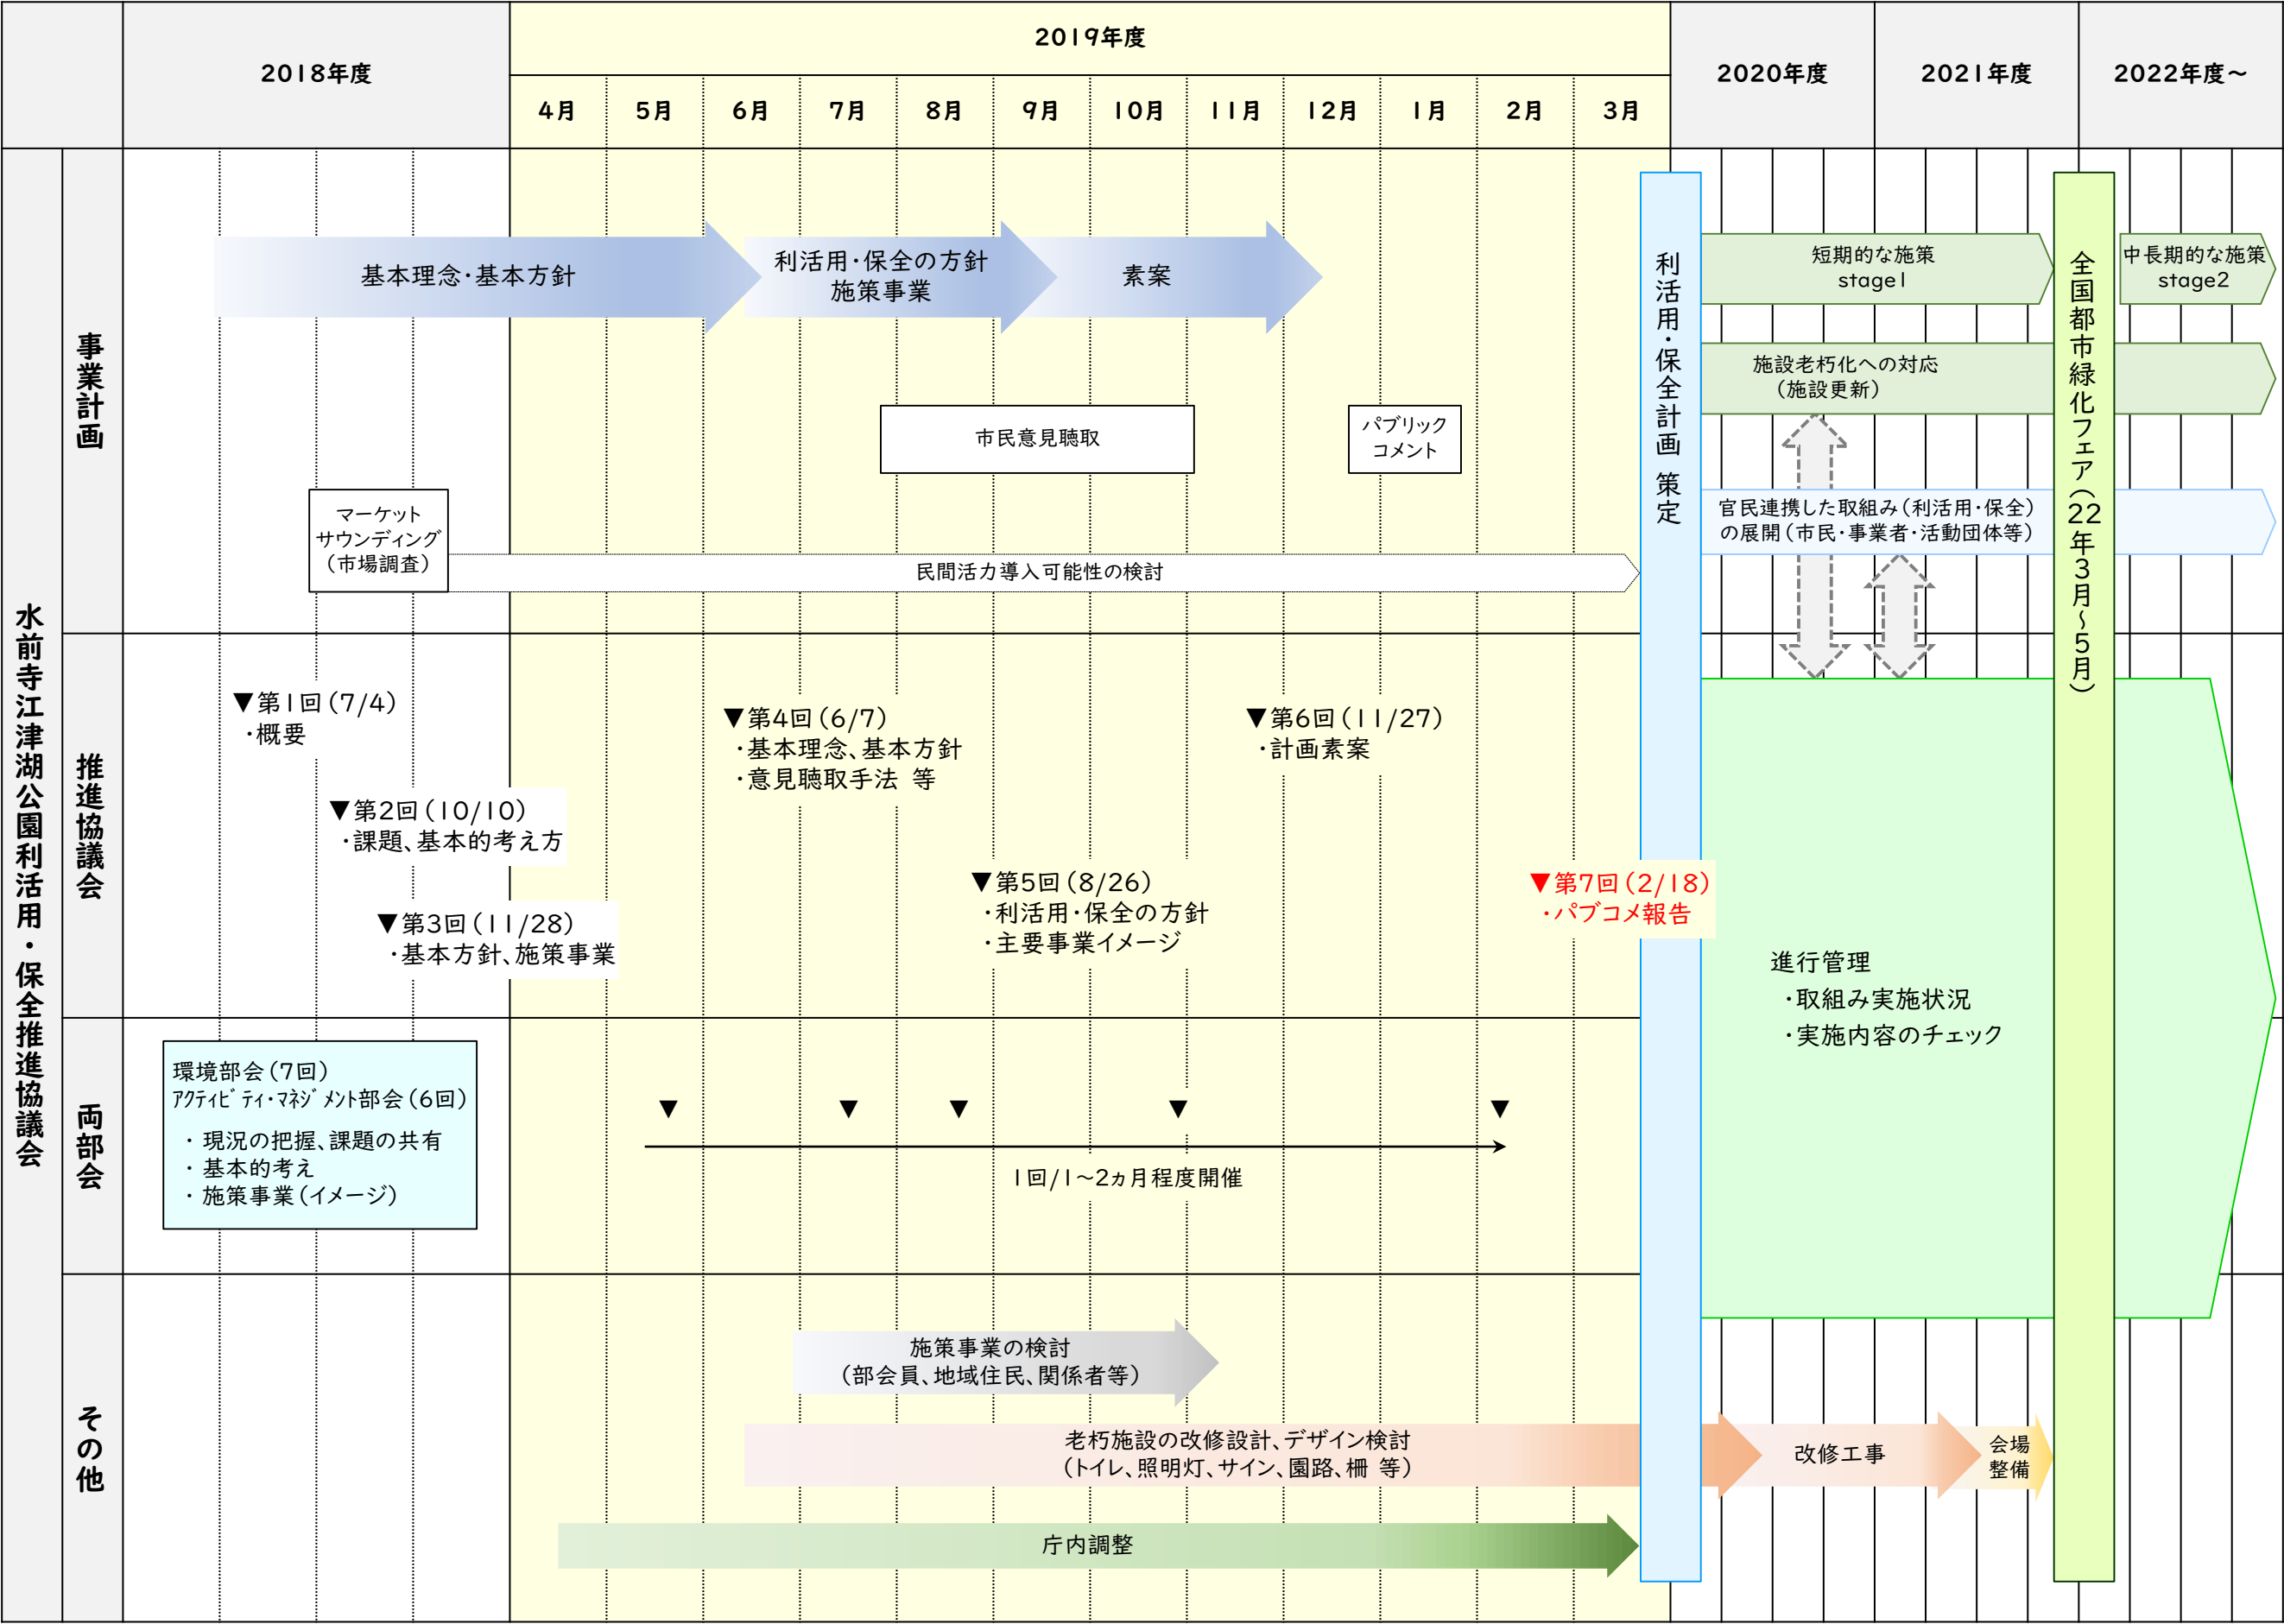 2018年度
2019年度
4月
5月
6月
7月
8月
9月
10月
11月
12月
1月
2月
3月
2020年度
2021年度
2022年度～
水前寺江津湖公園利活用・保全推進協議会
事業計画
基本理念・基本方針
利活用・保全の方針
施策事業
素案
市民意見聴取
パブリック
コメント
マーケット
サウンディング
（市場調査）
民間活力導入可能性の検討
利活用・保全計画 策定
短期的な施策
stage1
中長期的な施策
stage2
施設老朽化への対応
（施設更新）
官民連携した取組み（利活用・保全）
の展開（市民・事業者・活動団体等）
全国都市緑化フェア（22年3月～5月）
推進協議会
▼第1回（7/4）
・概要
▼第2回（10/10）
・課題、基本的考え方
▼第3回（11/28）
・基本方針、施策事業
▼第4回（6/7）
・基本理念、基本方針
・意見聴取手法 等
▼第5回（8/26）
・利活用・保全の方針
・主要事業イメージ
▼第6回（11/27）
・計画素案
▼第7回（2/18）
・パブコメ報告
進行管理
・取組み実施状況
・実施内容のチェック
両部会
環境部会（7回）
ｱｸﾃｨﾋﾞﾃｨ・ﾏﾈｼﾞﾒﾝﾄ部会（6回）
・ 現況の把握、課題の共有
・ 基本的考え
・ 施策事業（イメージ）
▼ ▼ ▼ ▼ ▼
1回/1～2ヵ月程度開催
その他
施策事業の検討
（部会員、地域住民、関係者等）
老朽施設の改修設計、デザイン検討
（トイレ、照明灯、サイン、園路、柵 等）
改修工事
会場
整備
庁内調整